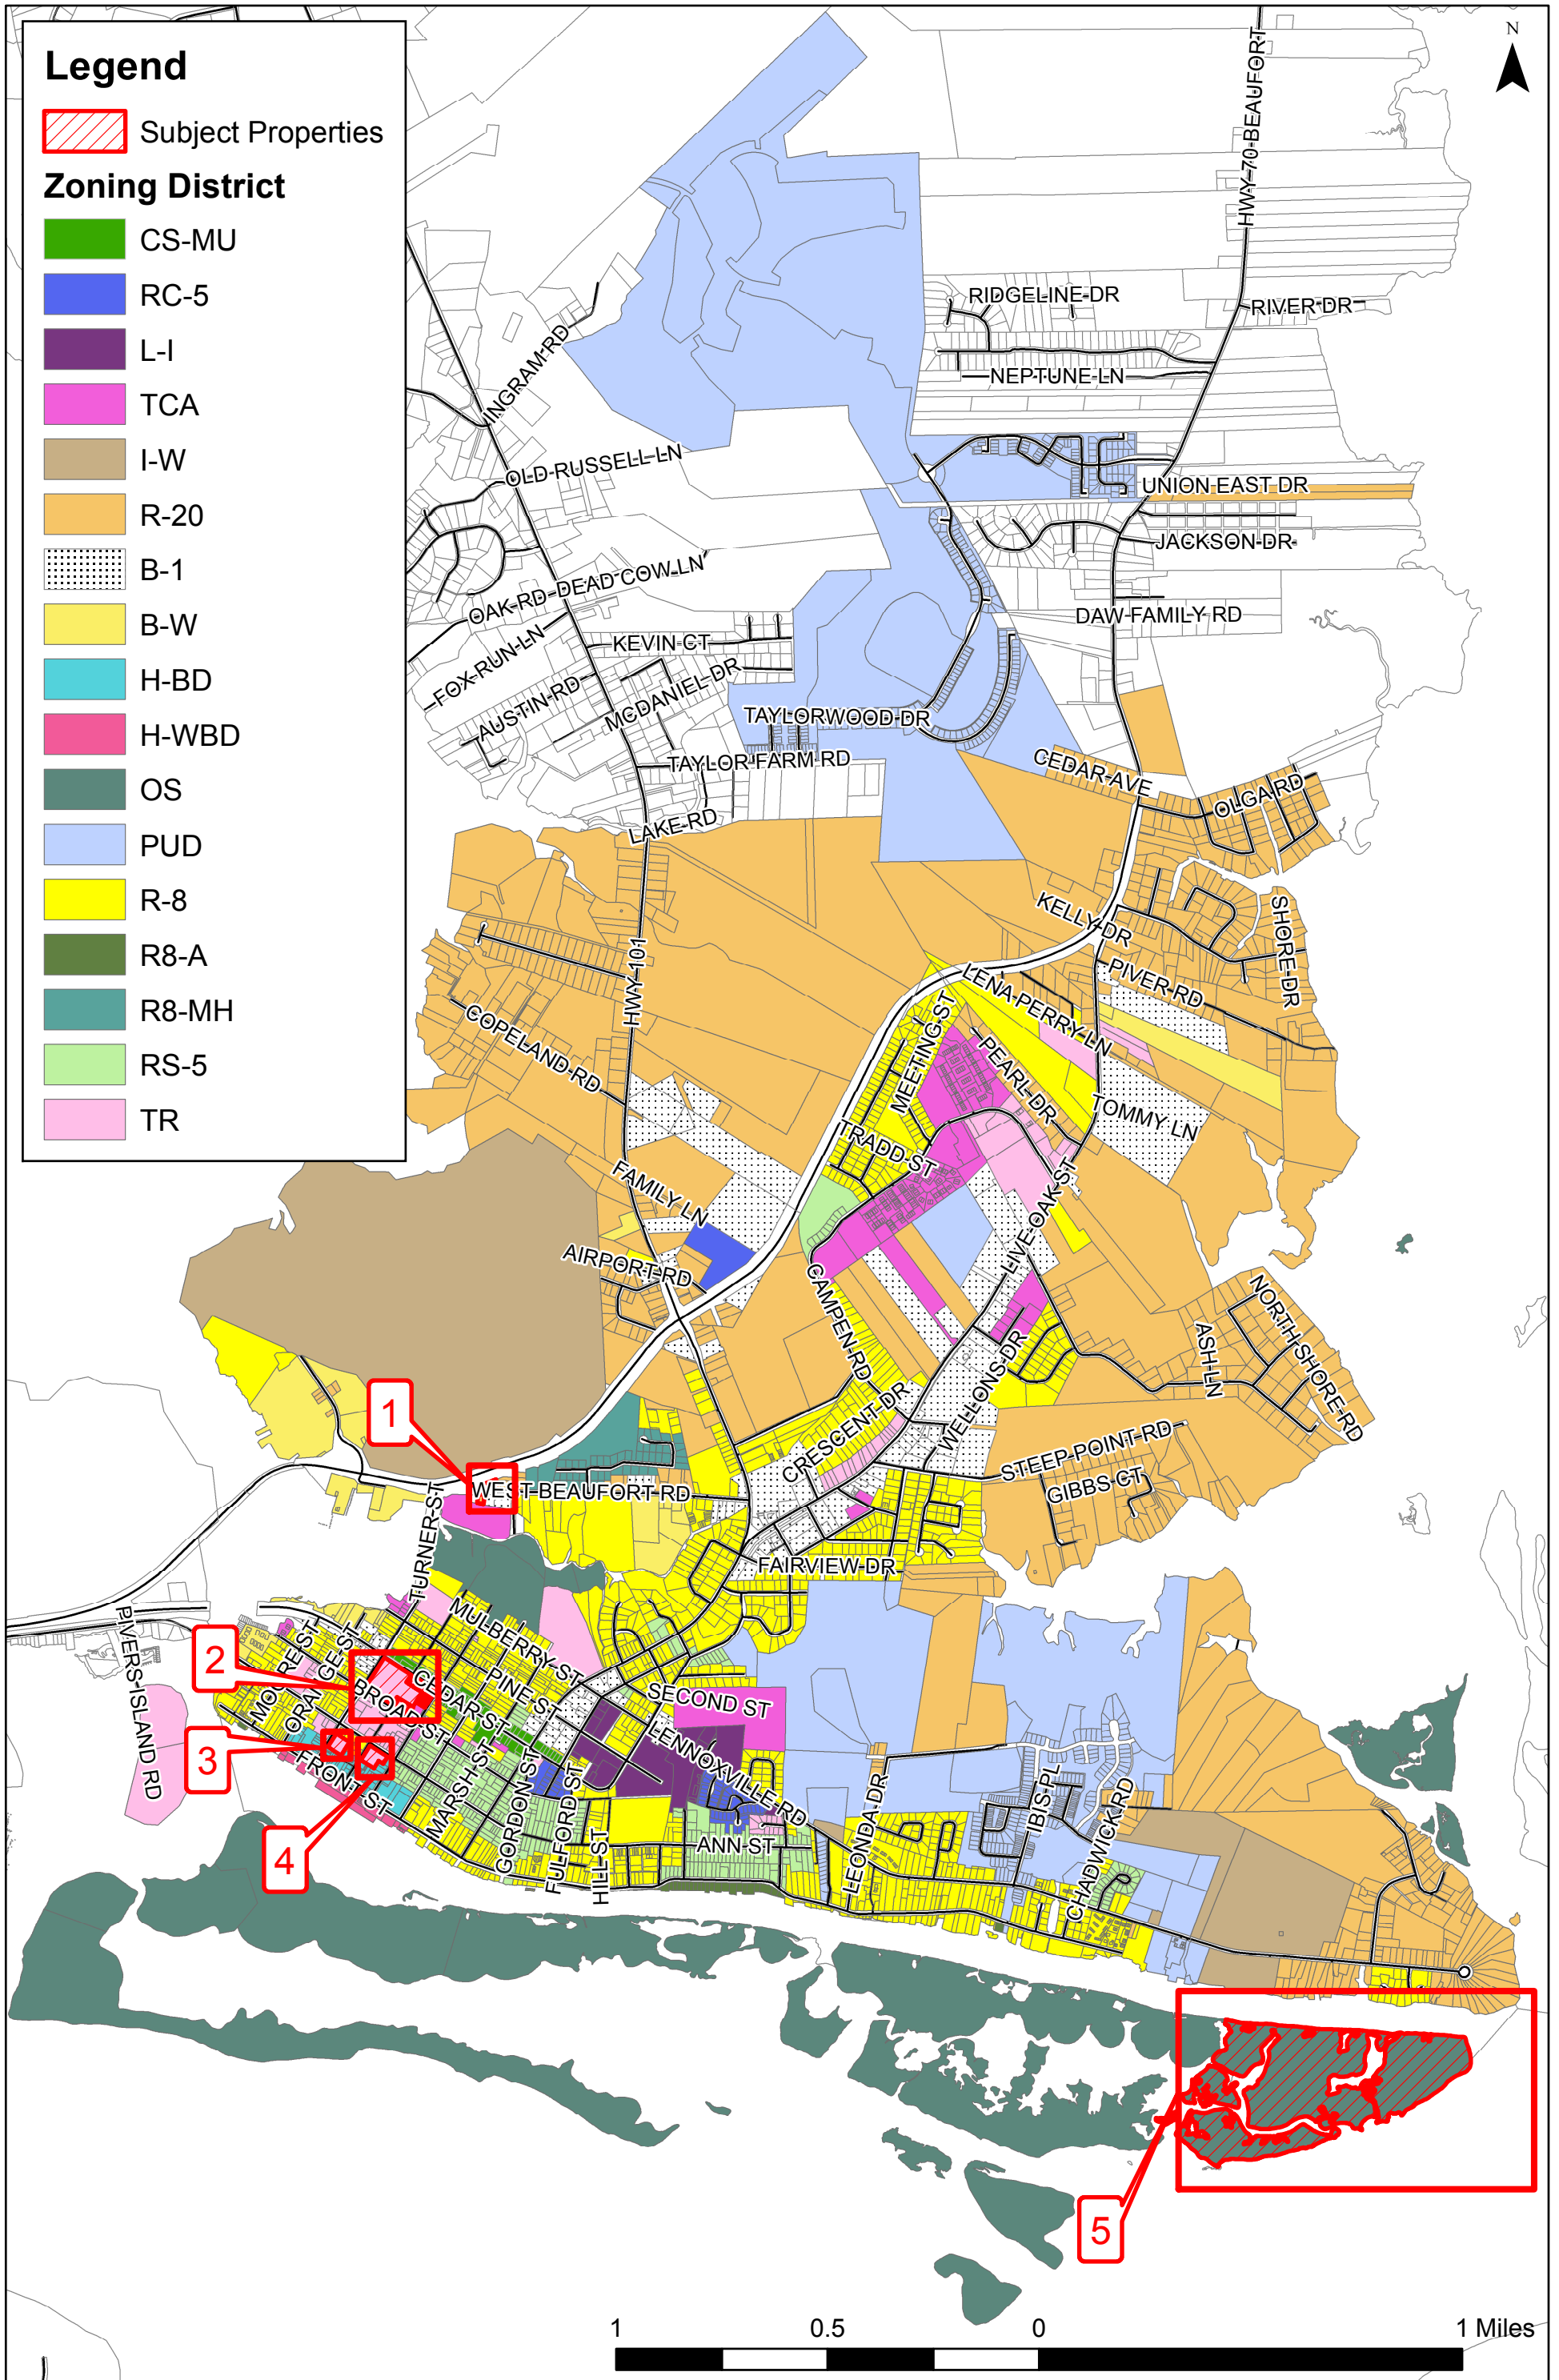 Legend
Subject Properties
Zoning District
CS-MU
RC-5
L-I
TCA
I-W
R-20
B-1
B-W
H-BD
H-WBD
OS
PUD
R-8
R8-A
R8-MH
RS-5
TR
N
HWY 70 BEAUFORT
RIDGELINE DR
RIVER DR
NEPTUNE LN
INGRAM RD
OLD RUSSELL LN
UNION EAST DR
JACKSON DR
OAK RD
DEAD COW LN
DAW FAMILY RD
FOX RUN LN
KEVIN CT
AUSTIN RD
MCDANIEL DR
TAYLORWOOD DR
TAYLOR FARM RD
CEDAR AVE
OLGA RD
LAKE RD
KELLY DR
SHORE DR
HWY 101
PIVER RD
LENA PERRY LN
MEETING ST
PEARL DR
COPELAND RD
TOMMY LN
TRADD ST
FAMILY LN
LIVE OAK ST
AIRPORT RD
CAMPEN RD
NORTH SHORE RD
ASH LN
WELLONS DR
CRESCENT DR
1
STEEP POINT RD
GIBBS CT
WEST BEAUFORT RD
TURNER ST
FAIRVIEW DR
MULBERRY ST
PIVERS ISLAND RD
2
MOORE ST
ORANGE ST
PINE ST
CEDAR ST
BROAD ST
SECOND ST
LENNOXVILLE RD
3
FRONT ST
MARSH ST
GORDON ST
FULFORD ST
HILL ST
ANN ST
LEONDA DR
IBIS PL
CHADWICK RD
4
5
1
0.5
0
1 Miles